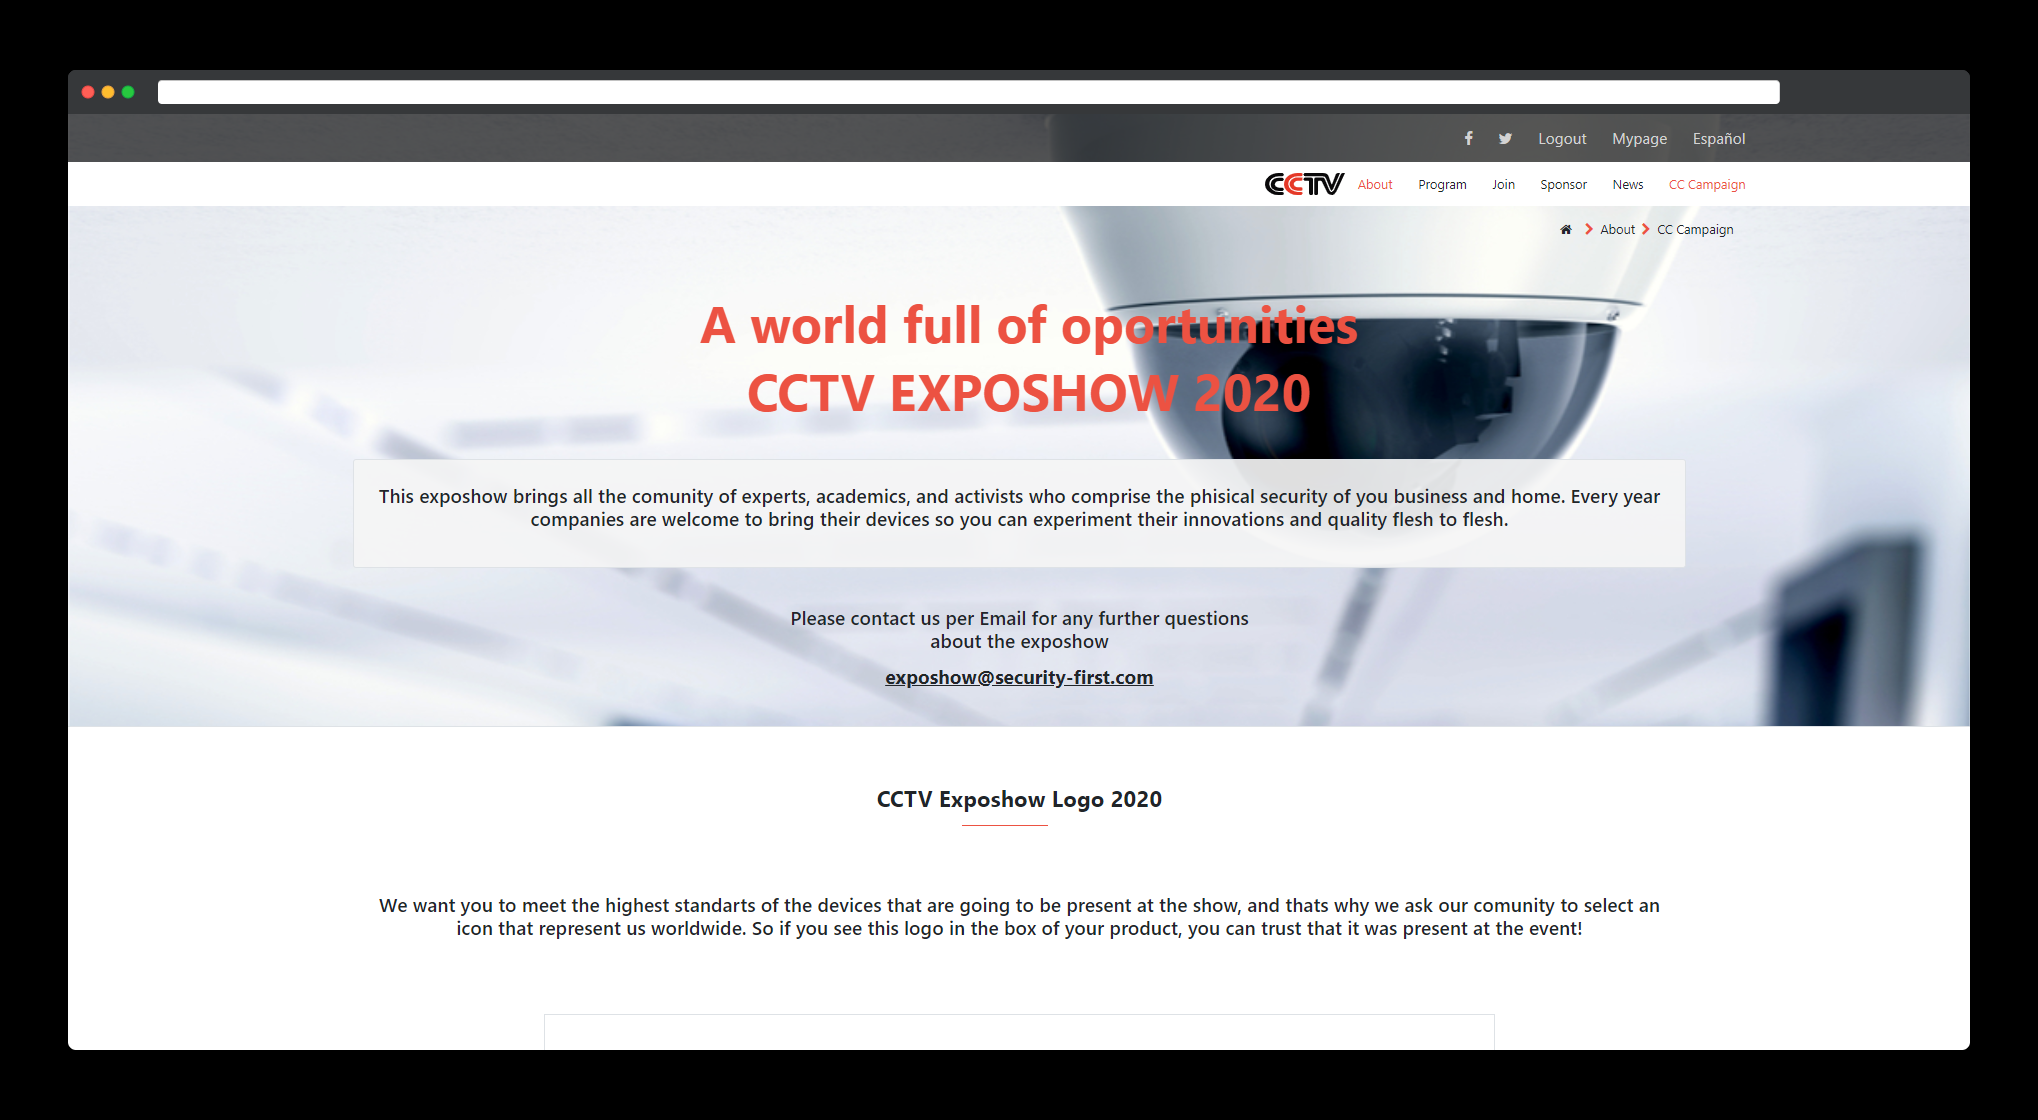 Logout Mypage Español
CCTV About Program Join Sponsor News CC Campaign
About CC Campaign
A world full of oportunities
CCTV EXPOSHOW 2020
This exposhow brings all the comunity of experts, academics, and activists who comprise the phisical security of you business and home. Every year
companies are welcome to bring their devices so you can experiment their innovations and quality flesh to flesh.
Please contact us per Email for any further questions
about the exposhow
exposhow@security-first.com
CCTV Exposhow Logo 2020
We want you to meet the highest standarts of the devices that are going to be present at the show, and thats why we ask our comunity to select an
icon that represent us worldwide. So if you see this logo in the box of your product, you can trust that it was present at the event!